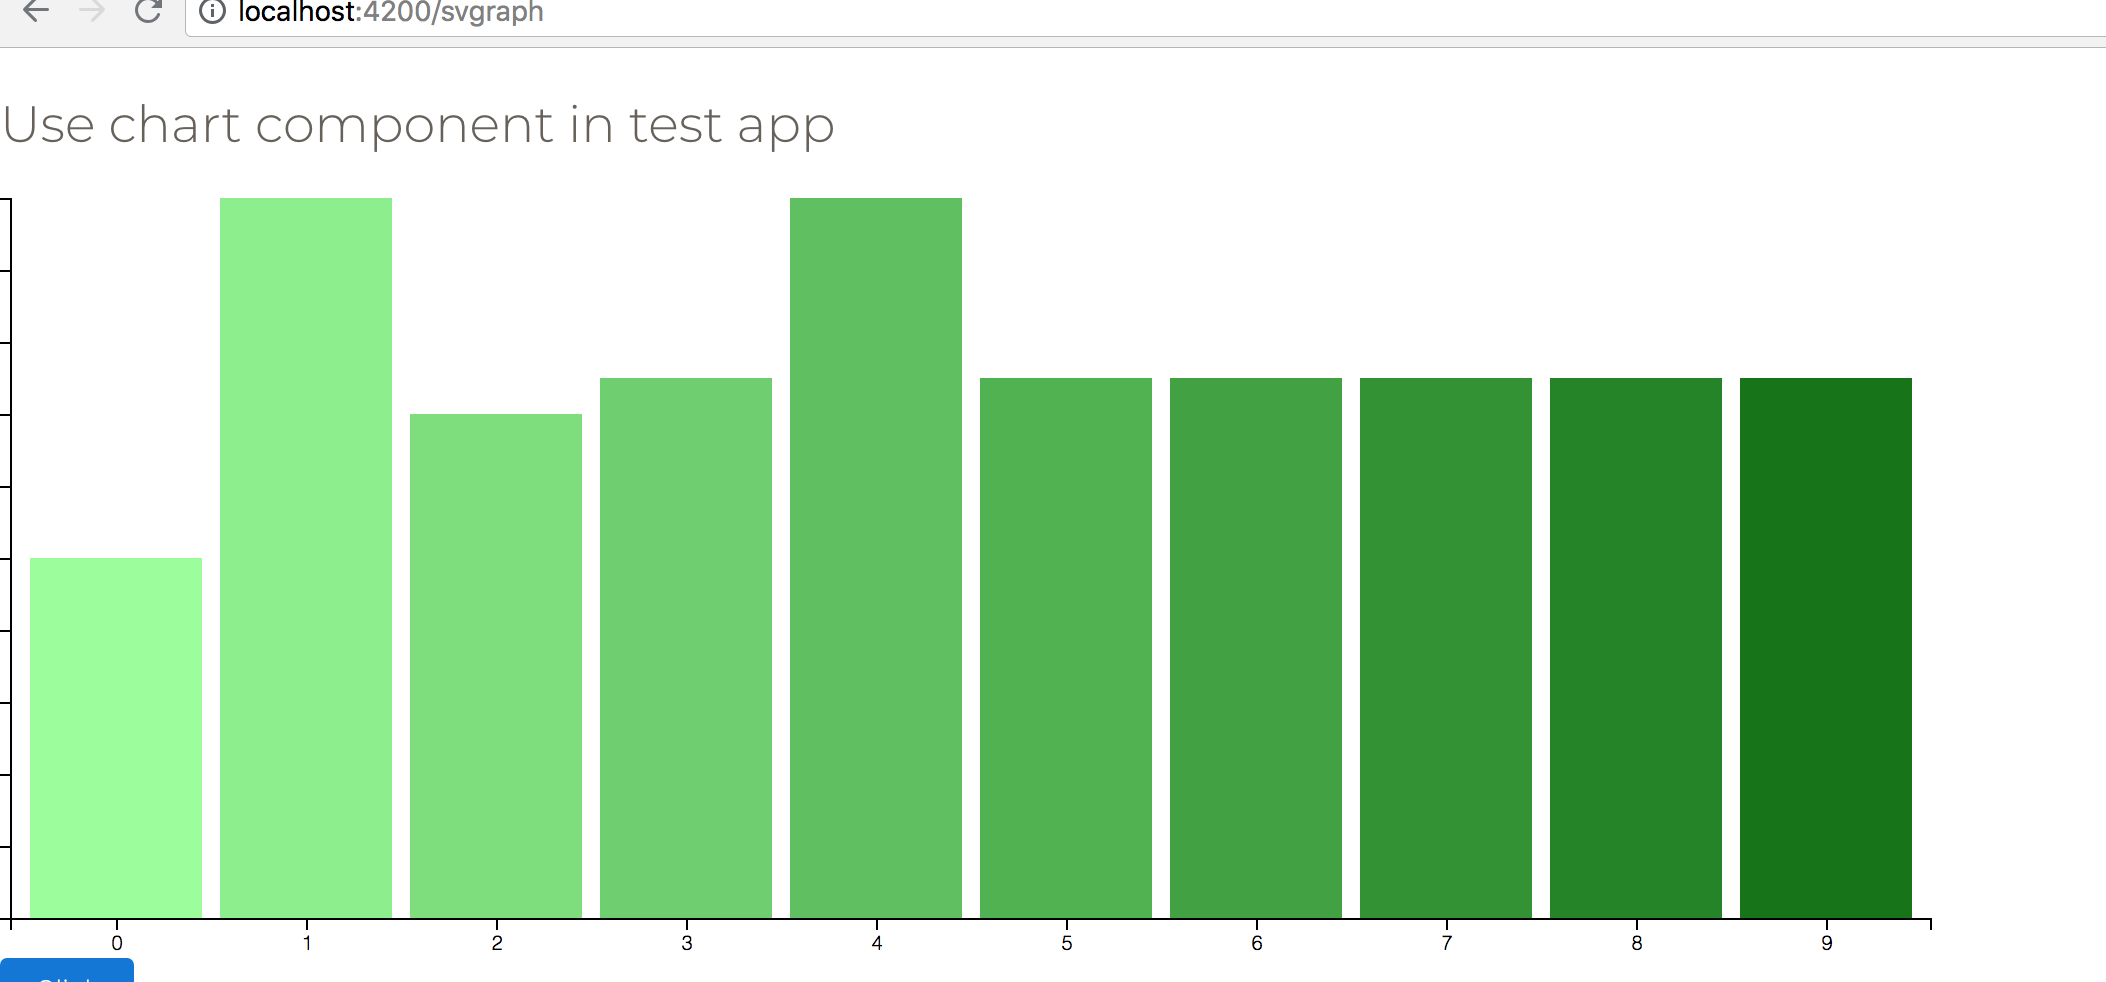 localhost:4200/svgraph
Use chart component in test app
0 1 2 3 4 5 6 7 8 9